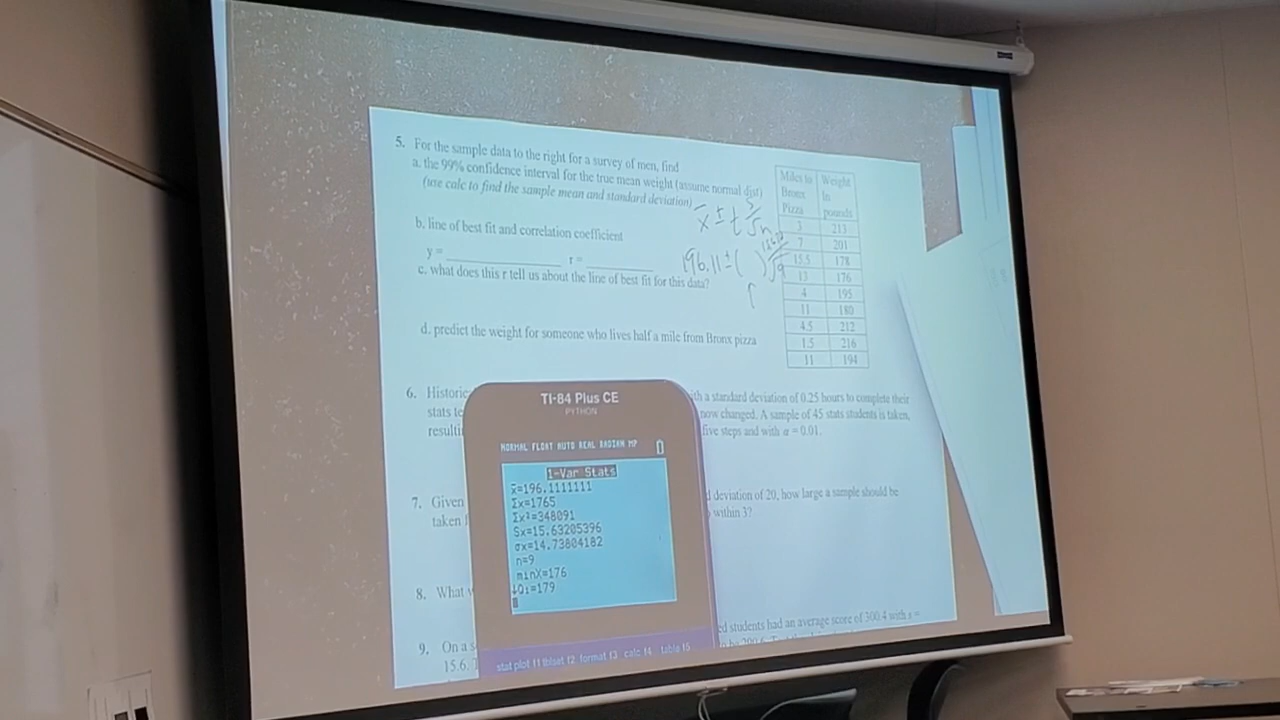 5. For the sample data to the right for a survey of men, find
a. the 99% confidence interval for the true mean weight (assume normal dist)
(use calc to find the sample mean and standard deviation)
x̄ ± t s/√n
b. line of best fit and correlation coefficient
196.11 ± ( ) √9
y = ____________ r = ____________
c. what does this r tell us about the line of best fit for this data?
d. predict the weight for someone who lives half a mile from Bronx pizza
Miles to Bronx Pizza Weight In pounds
3 213
7 201
15.5 178
13 176
4 195
11 180
4.5 212
1.5 216
11 194
6. Historic
ith a standard deviation of 0.25 hours to complete their
stats te
now changed. A sample of 45 stats students is taken,
resulti
five steps and with α = 0.01.
7. Given
d deviation of 20, how large a sample should be
taken
within 3?
8. What
9. On a s
ed students had an average score of 300.4 with s =
15.6.
TI-84 Plus CE
PYTHON
NORMAL FLOAT AUTO REAL RADIAN MP
1-Var Stats
x̄=196.1111111
Σx=1765
Σx²=348091
Sx=15.63205396
σx=14.73804182
n=9
minX=176
↓Q₁=179
stat plot f1 tblset f2 format f3 calc f4 table f5